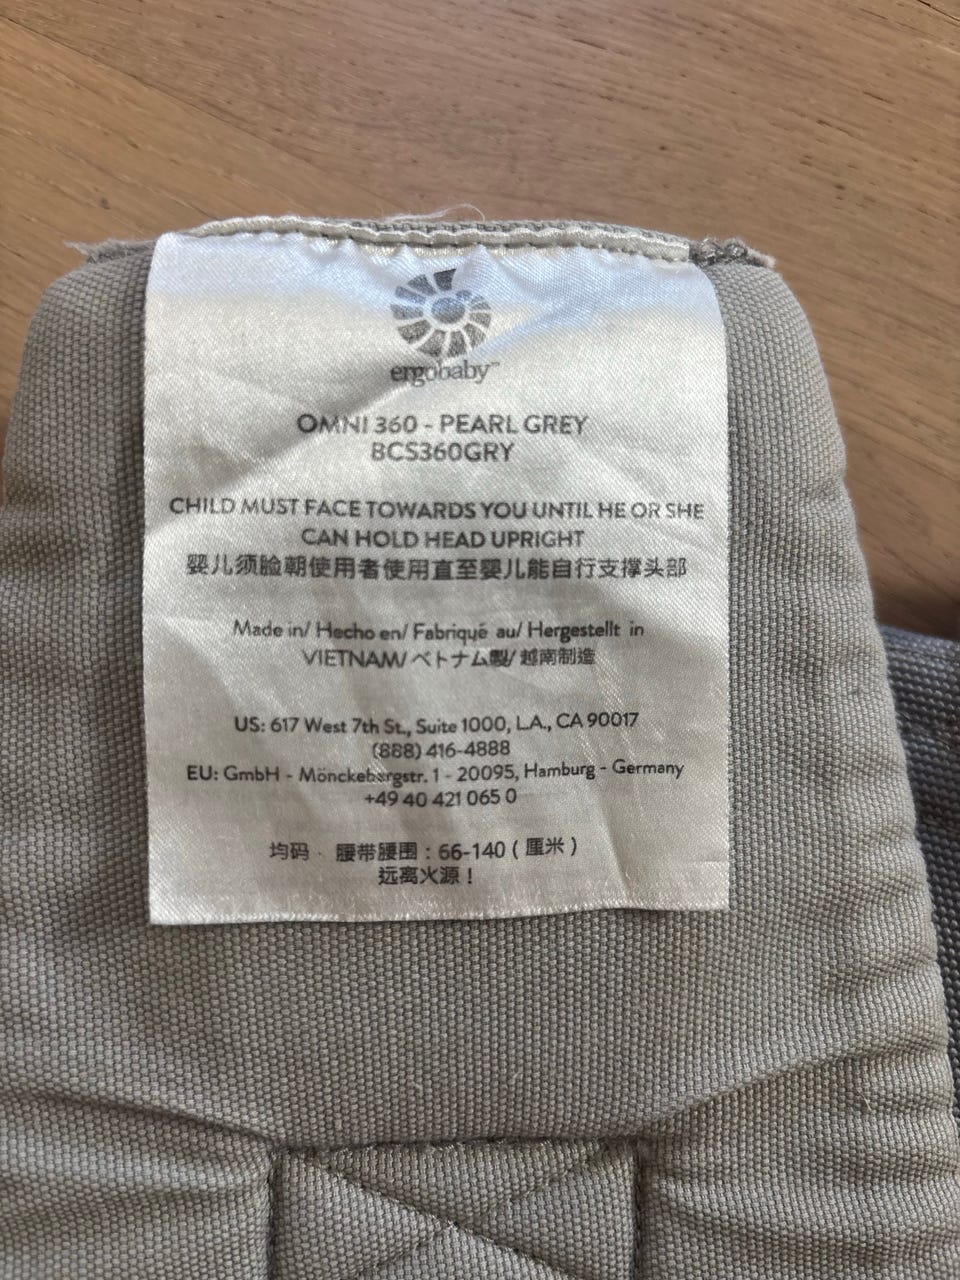 ergobaby™
OMNI 360 - PEARL GREY
BCS360GRY
CHILD MUST FACE TOWARDS YOU UNTIL HE OR SHE
CAN HOLD HEAD UPRIGHT
婴儿须脸朝使用者使用直至婴儿能自行支撑头部
Made in/ Hecho en/ Fabriqué au/ Hergestellt in
VIETNAM/ ベトナム製/ 越南制造
US: 617 West 7th St., Suite 1000, L.A., CA 90017
(888) 416-4888
EU: GmbH - Mönckebergstr. 1 - 20095, Hamburg - Germany
+49 40 421 065 0
均码 · 腰带腰围：66-140（厘米）
远离火源！